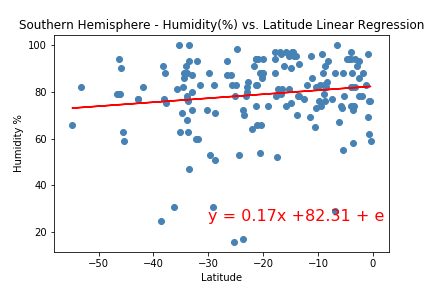 Southern Hemisphere - Humidity(%) vs. Latitude Linear Regression
100
80
60
40
20
Humidity %
y = 0.17x +82.31 + e
−50
−40
−30
−20
−10
0
Latitude